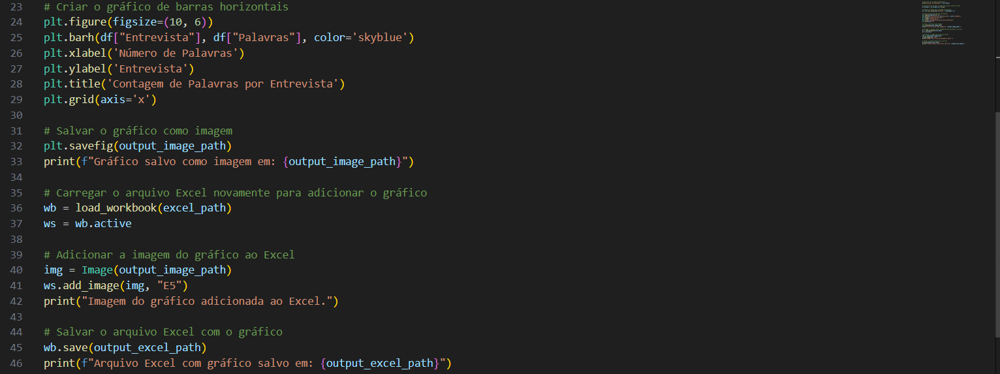 23 # Criar o gráfico de barras horizontais
24 plt.figure(figsize=(10, 6))
25 plt.barh(df["Entrevista"], df["Palavras"], color='skyblue')
26 plt.xlabel('Número de Palavras')
27 plt.ylabel('Entrevista')
28 plt.title('Contagem de Palavras por Entrevista')
29 plt.grid(axis='x')
30
31 # Salvar o gráfico como imagem
32 plt.savefig(output_image_path)
33 print(f"Gráfico salvo como imagem em: {output_image_path}")
34
35 # Carregar o arquivo Excel novamente para adicionar o gráfico
36 wb = load_workbook(excel_path)
37 ws = wb.active
38
39 # Adicionar a imagem do gráfico ao Excel
40 img = Image(output_image_path)
41 ws.add_image(img, "E5")
42 print("Imagem do gráfico adicionada ao Excel.")
43
44 # Salvar o arquivo Excel com o gráfico
45 wb.save(output_excel_path)
46 print(f"Arquivo Excel com gráfico salvo em: {output_excel_path}")